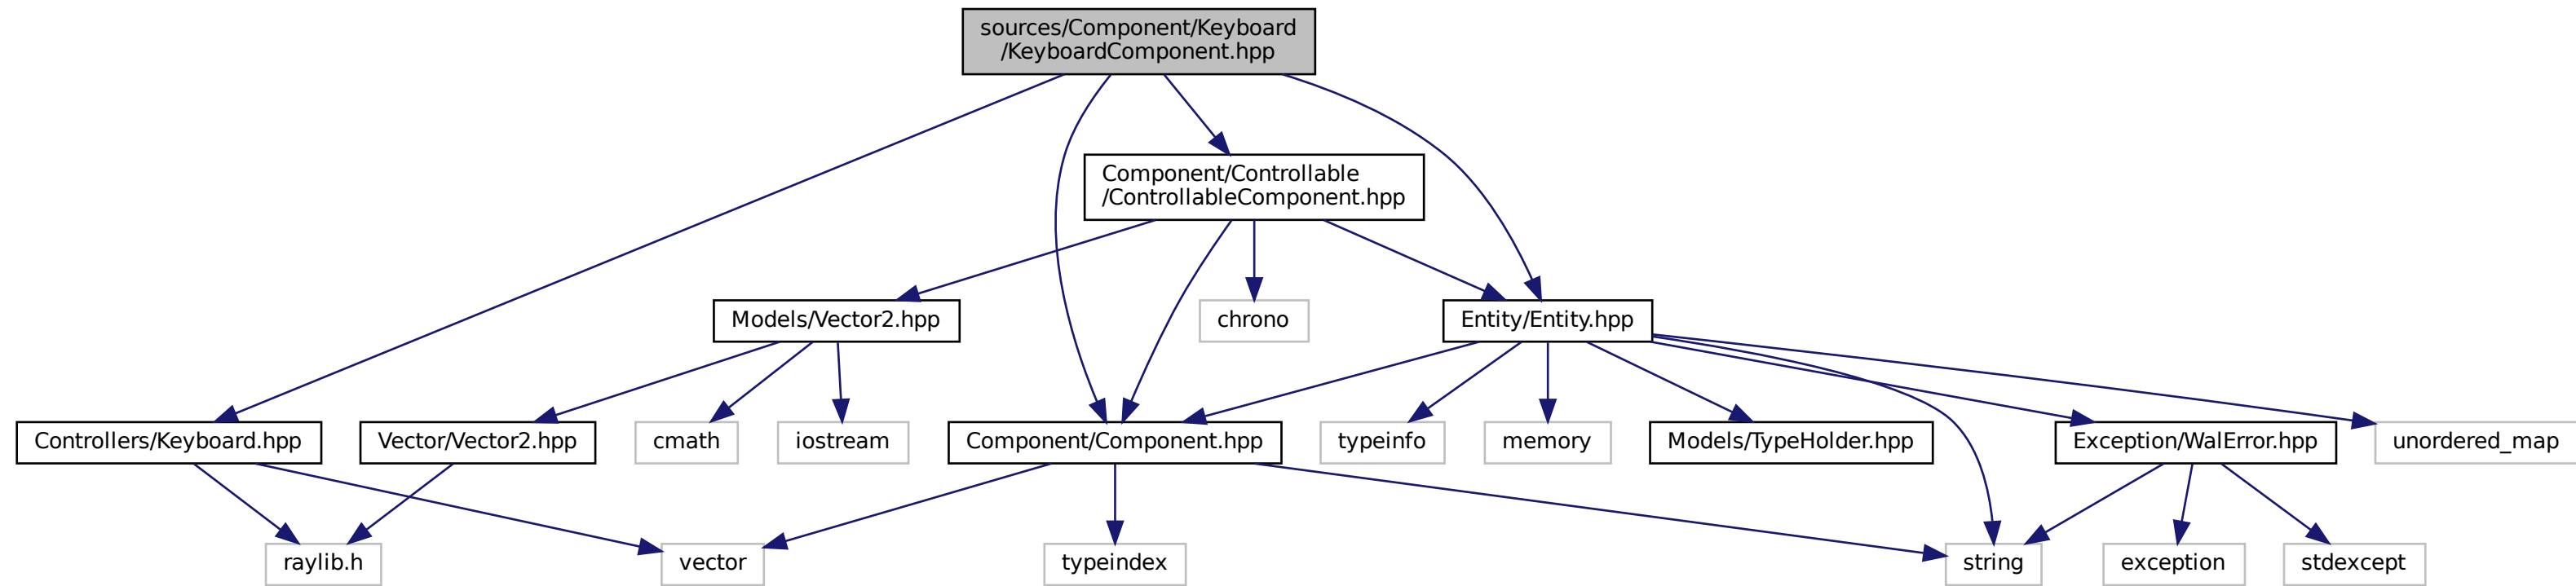 sources/Component/Keyboard
/KeyboardComponent.hpp
Component/Controllable
/ControllableComponent.hpp
Models/Vector2.hpp
chrono
Entity/Entity.hpp
Controllers/Keyboard.hpp
Vector/Vector2.hpp
cmath
iostream
Component/Component.hpp
typeinfo
memory
Models/TypeHolder.hpp
Exception/WalError.hpp
unordered_map
raylib.h
vector
typeindex
string
exception
stdexcept